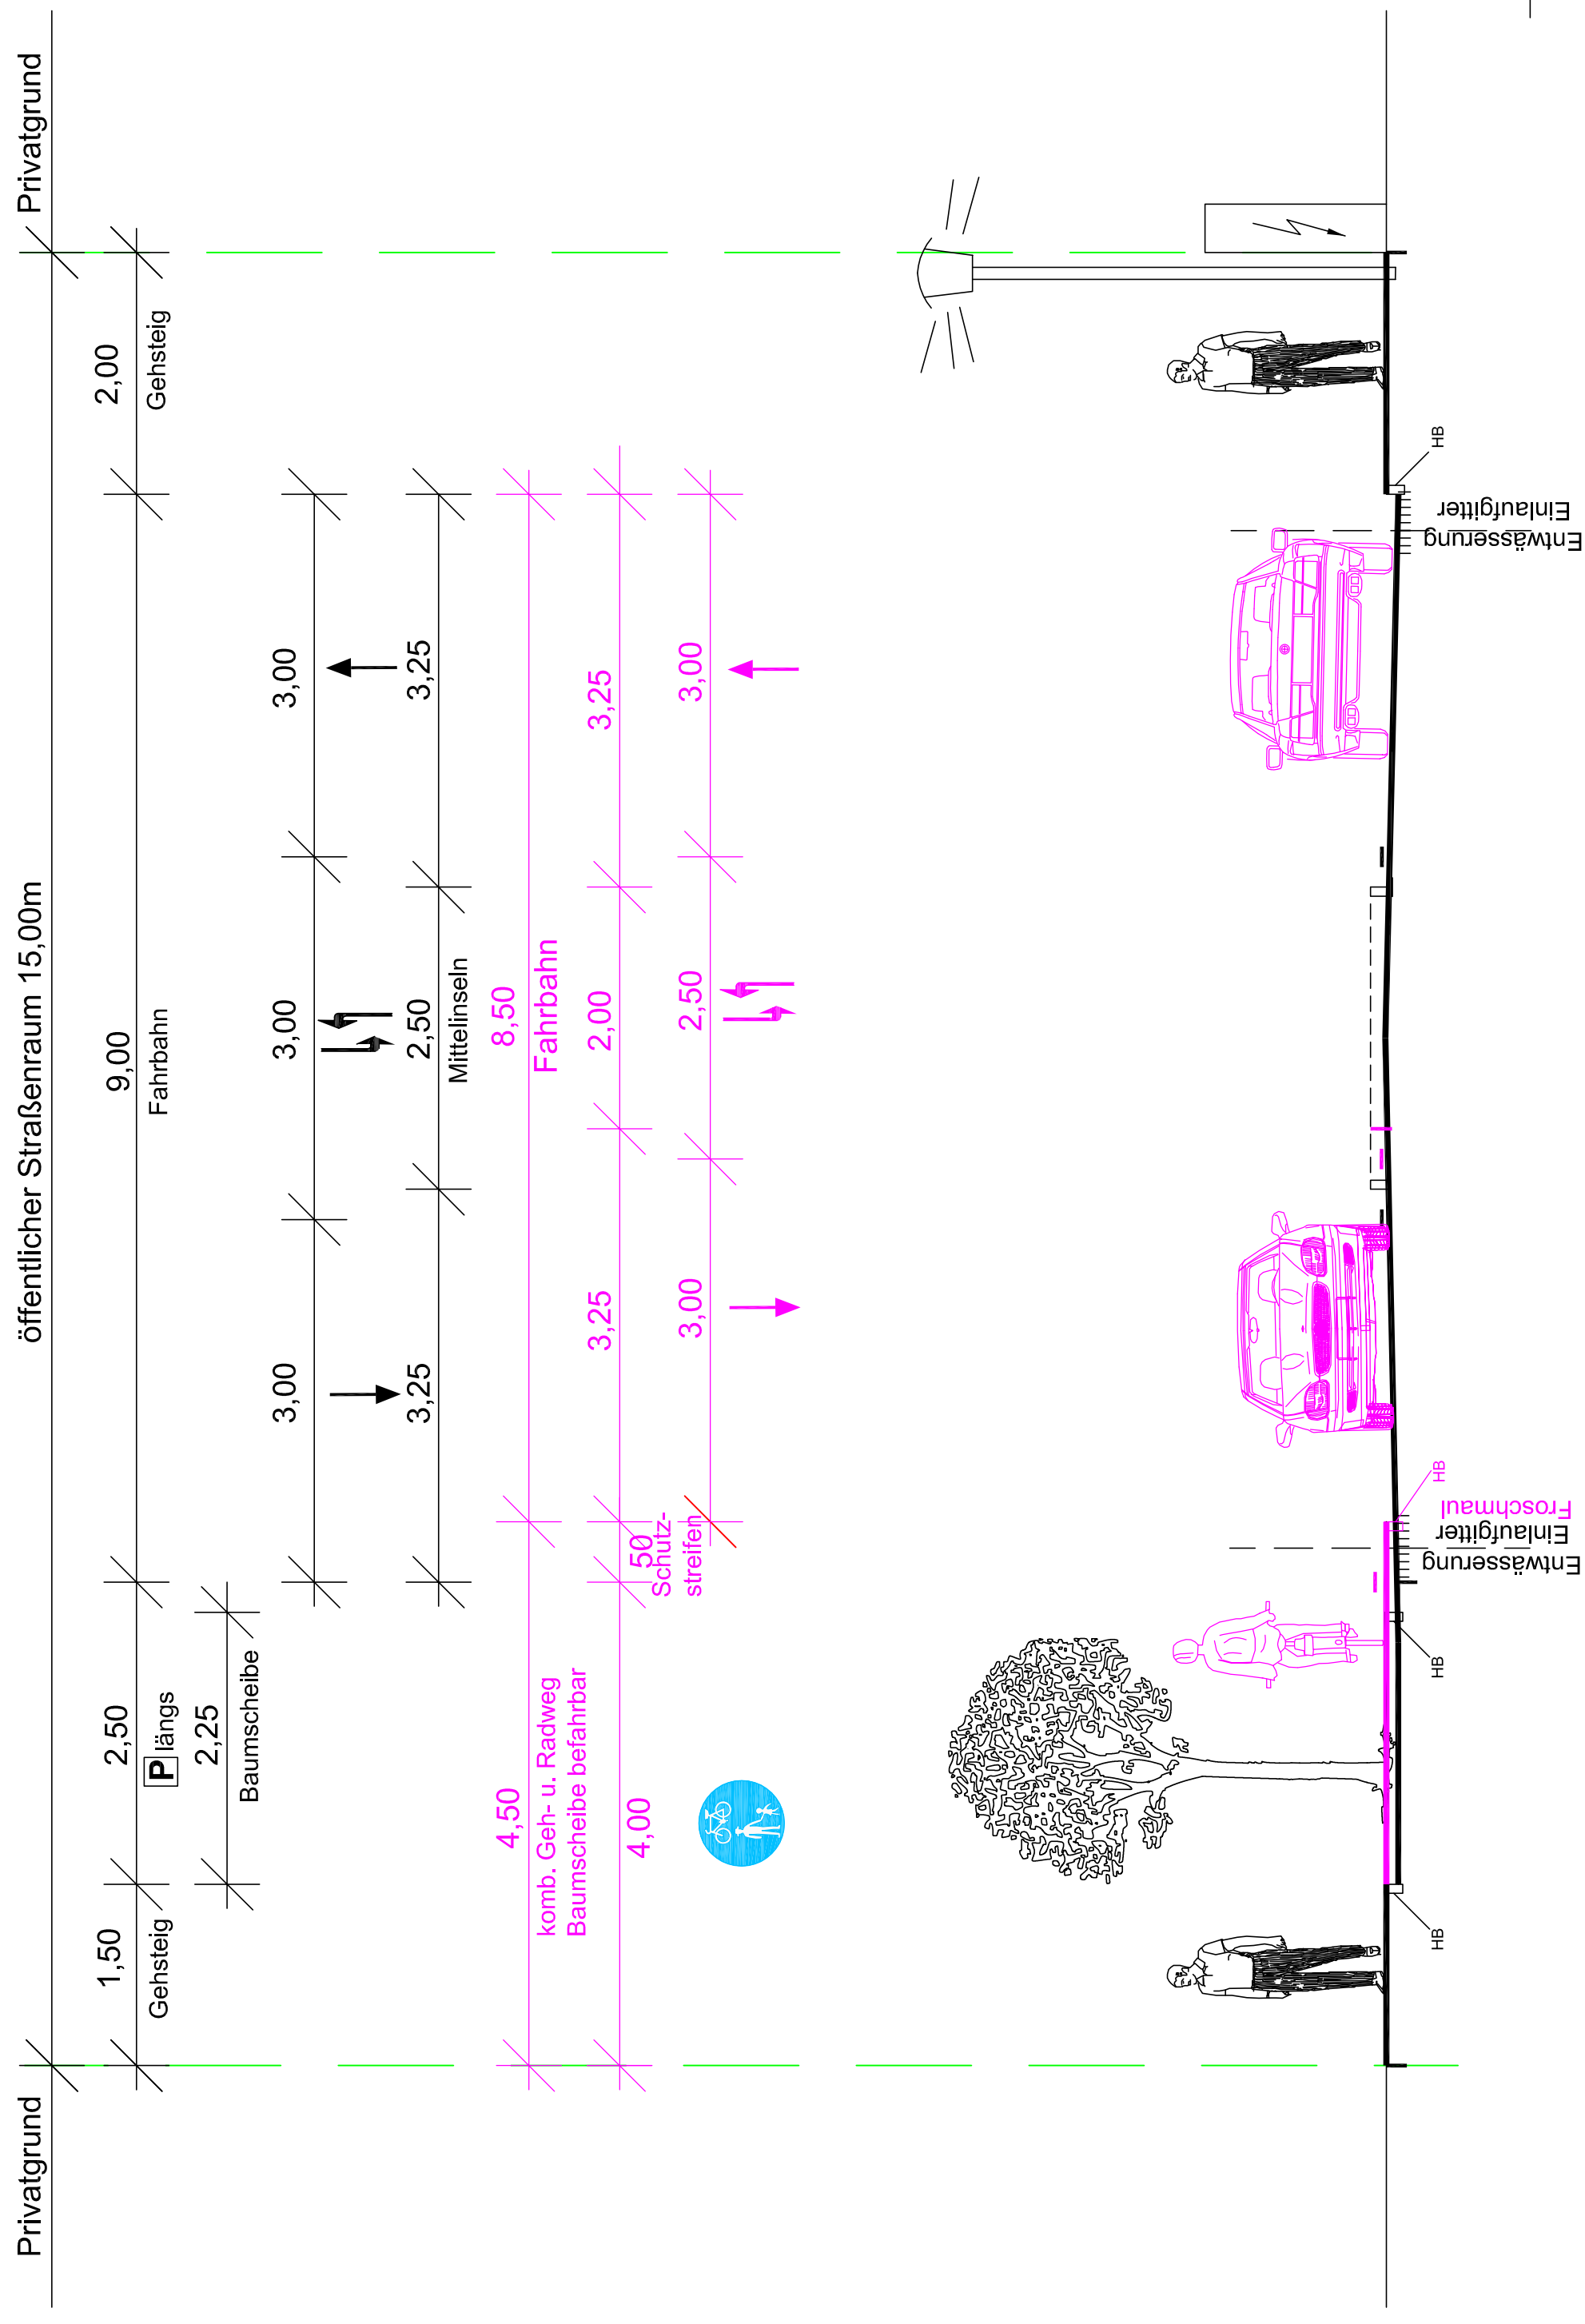 Privatgrund
öffentlicher Straßenraum 15,00m
Privatgrund
1,50
2,50
9,00
2,00
Gehsteig
P längs
Fahrbahn
Gehsteig
2,25
Baumscheibe
3,00
3,00
3,00
3,25
2,50
3,25
Mittelinseln
4,50
8,50
komb. Geh- u. Radweg
Baumscheibe befahrbar
Fahrbahn
4,00
50
3,25
2,00
3,25
Schutz-
streifen
3,00
2,50
3,00
HB
HB
HB
HB
Froschmaul
Einlaufgitter
Entwässerung
Einlaufgitter
Entwässerung